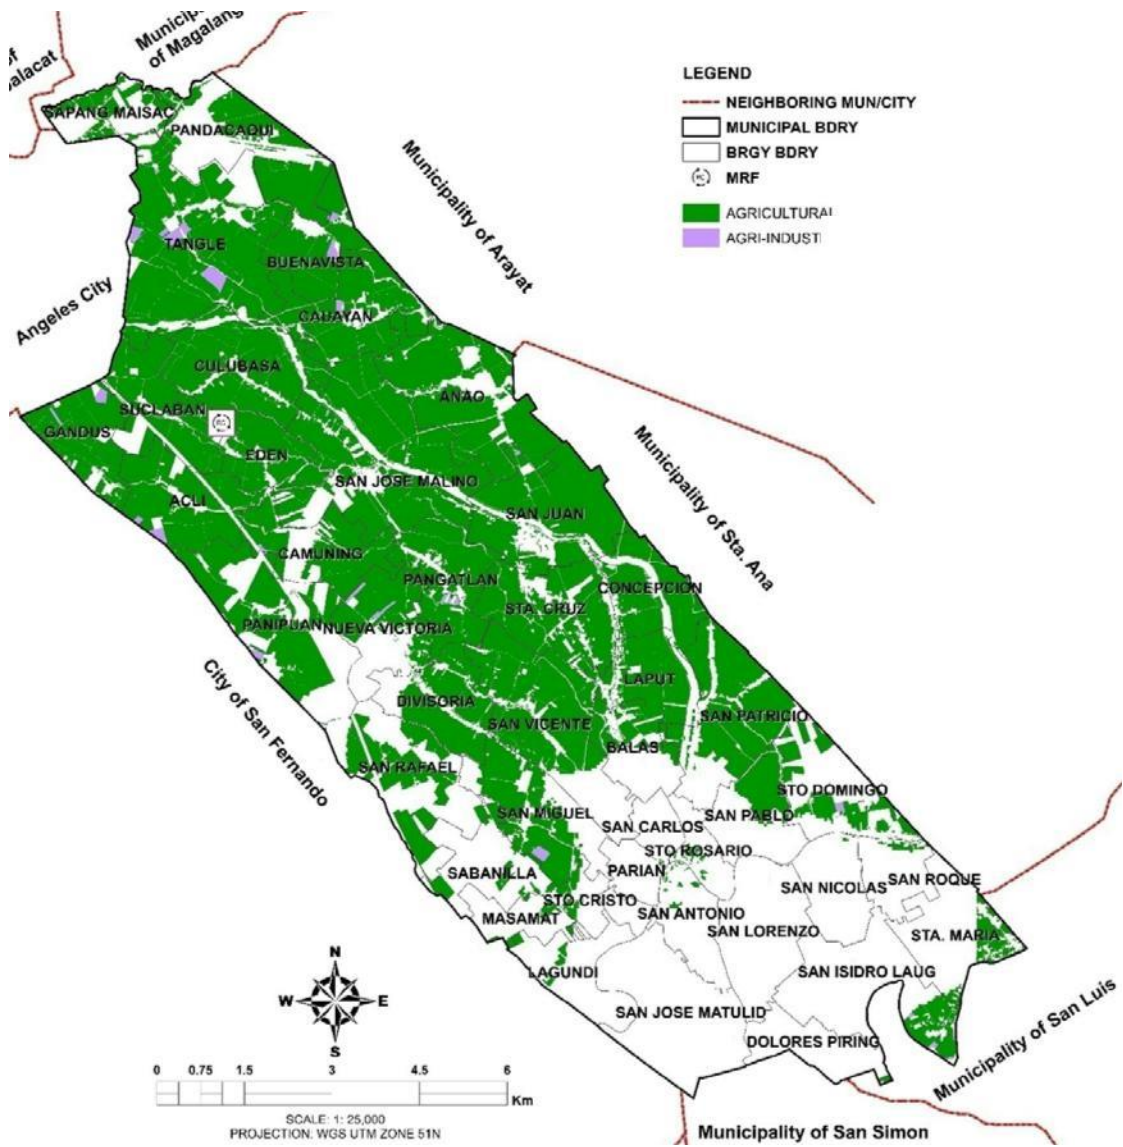 Municipa
of Magalang
of
alacat
LEGEND
NEIGHBORING MUN/CITY
MUNICIPAL BDRY
BRGY BDRY
MRF
AGRICULTURAL
AGRI-INDUSTI
SAPANG MAISAC
PANDACAQUI
Municipality of Arayat
TANGLE
BUENAVISTA
Angeles City
CAUAYAN
CULUBASA
ANAO
SUCLABAN
GANDUS
EDEN
SAN JOSE MALINO
Municipality of Sta. Ana
ACLI
SAN JUAN
CAMUNING
PANGATLAN
CONCEPCION
STA. CRUZ
PANIPUAN
NUEVA VICTORIA
City of San Fernando
LAPUT
DIVISORIA
SAN VICENTE
SAN PATRICIO
BALAS
SAN RAFAEL
STO DOMINGO
SAN MIGUEL
SAN CARLOS
SAN PABLO
STO ROSARIO
SABANILLA
PARIAN
SAN NICOLAS
SAN ROQUE
STO CRISTO
MASAMAT
SAN ANTONIO
SAN LORENZO
STA. MARIA
LAGUNDI
SAN ISIDRO LAUG
SAN JOSE MATULID
DOLORES PIRING
Municipality of San Luis
Municipality of San Simon
N
W E
S
0 0.75 1.5 3 4.5 6
Km
SCALE: 1: 25,000
PROJECTION: WGS UTM ZONE 51N